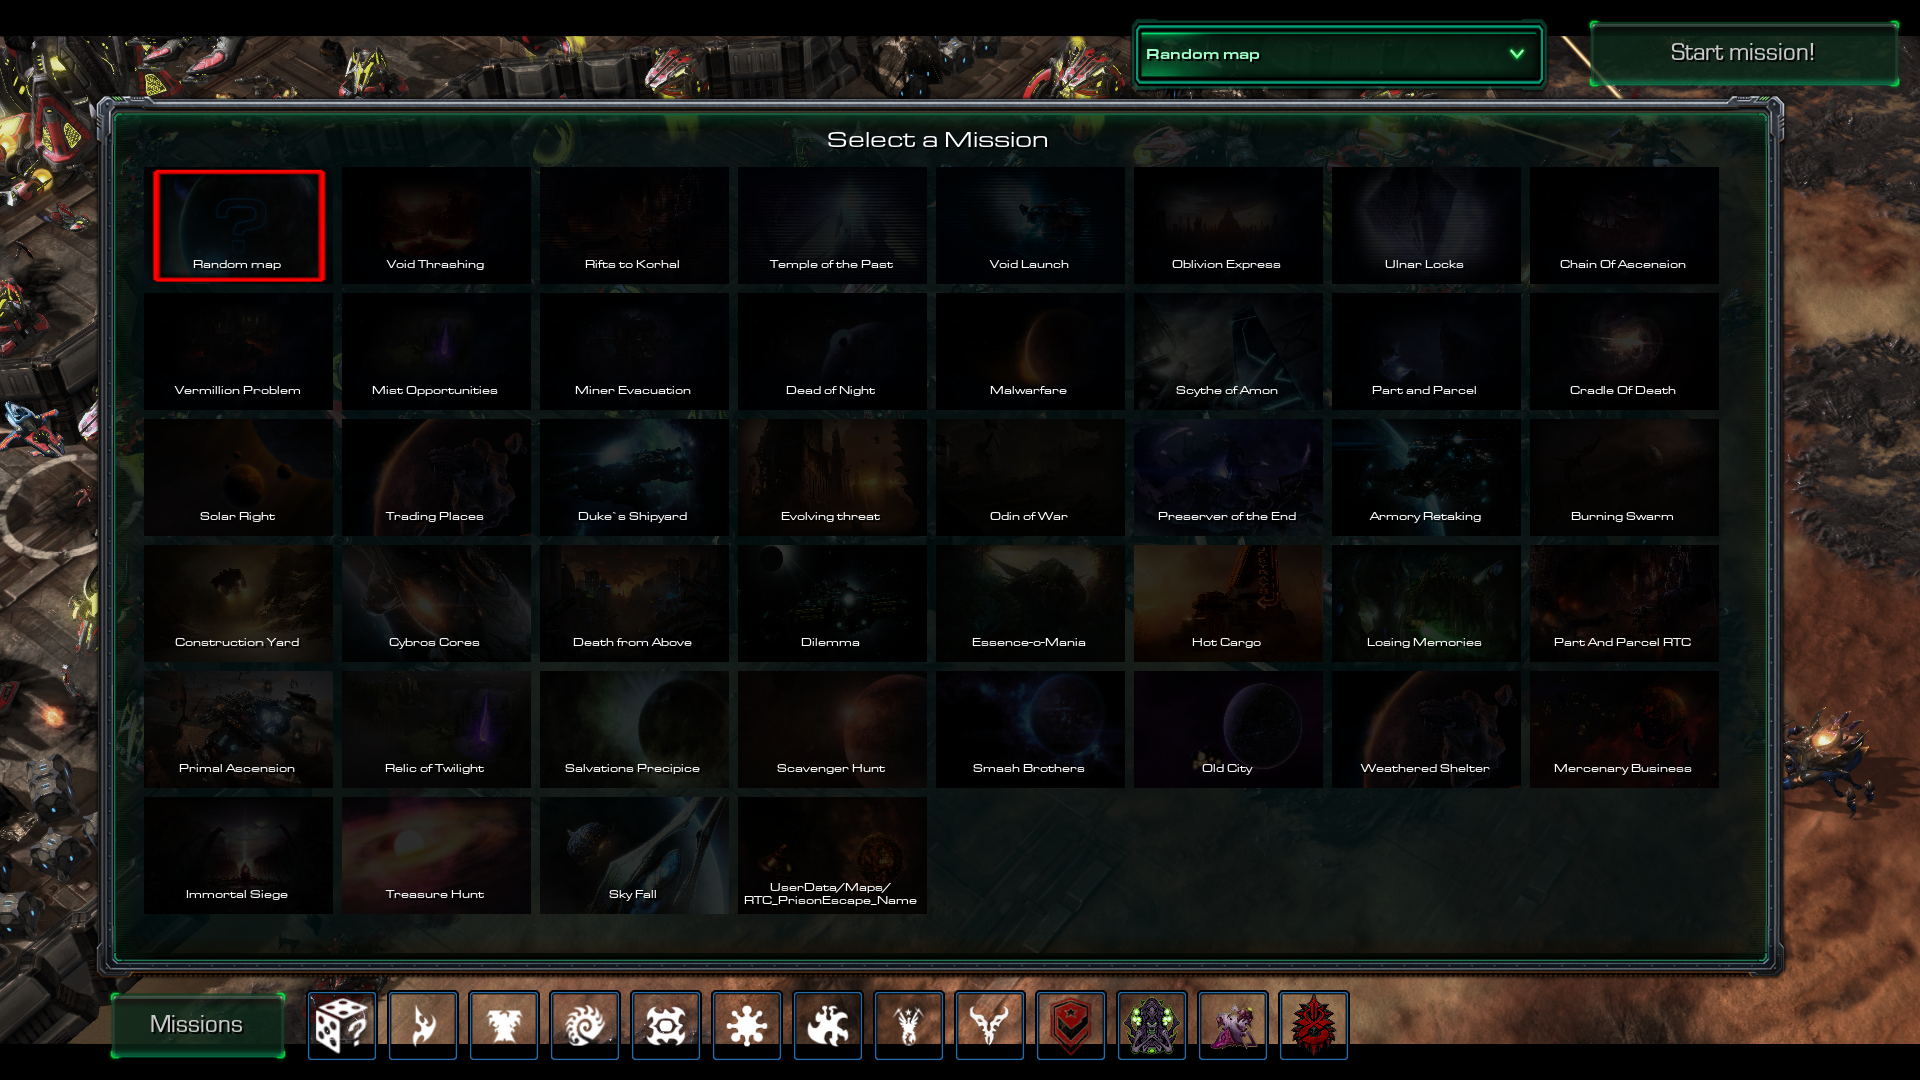 Random map
Start mission!
Select a Mission
Random map
Void Thrashing
Rifts to Korhal
Temple of the Past
Void Launch
Oblivion Express
Ulnar Locks
Chain Of Ascension
Vermillion Problem
Mist Opportunities
Miner Evacuation
Dead of Night
Malwarfare
Scythe of Amon
Part and Parcel
Cradle Of Death
Solar Right
Trading Places
Duke`s Shipyard
Evolving threat
Odin of War
Preserver of the End
Armory Retaking
Burning Swarm
Construction Yard
Cybros Cores
Death from Above
Dilemma
Essence-o-Mania
Hot Cargo
Losing Memories
Part And Parcel RTC
Primal Ascension
Relic of Twilight
Salvations Precipice
Scavenger Hunt
Smash Brothers
Old City
Weathered Shelter
Mercenary Business
Immortal Siege
Treasure Hunt
Sky Fall
UserData/Maps/
RTC_PrisonEscape_Name
Missions